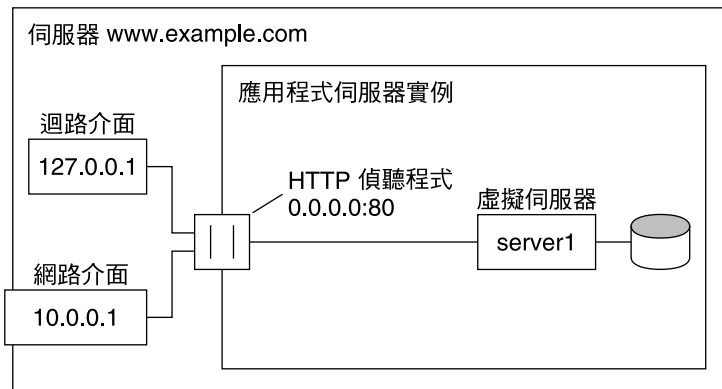 伺服器 www.example.com
應用程式伺服器實例
迴路介面
127.0.0.1
HTTP 偵聽程式
0.0.0.0:80
虛擬伺服器
server1
網路介面
10.0.0.1